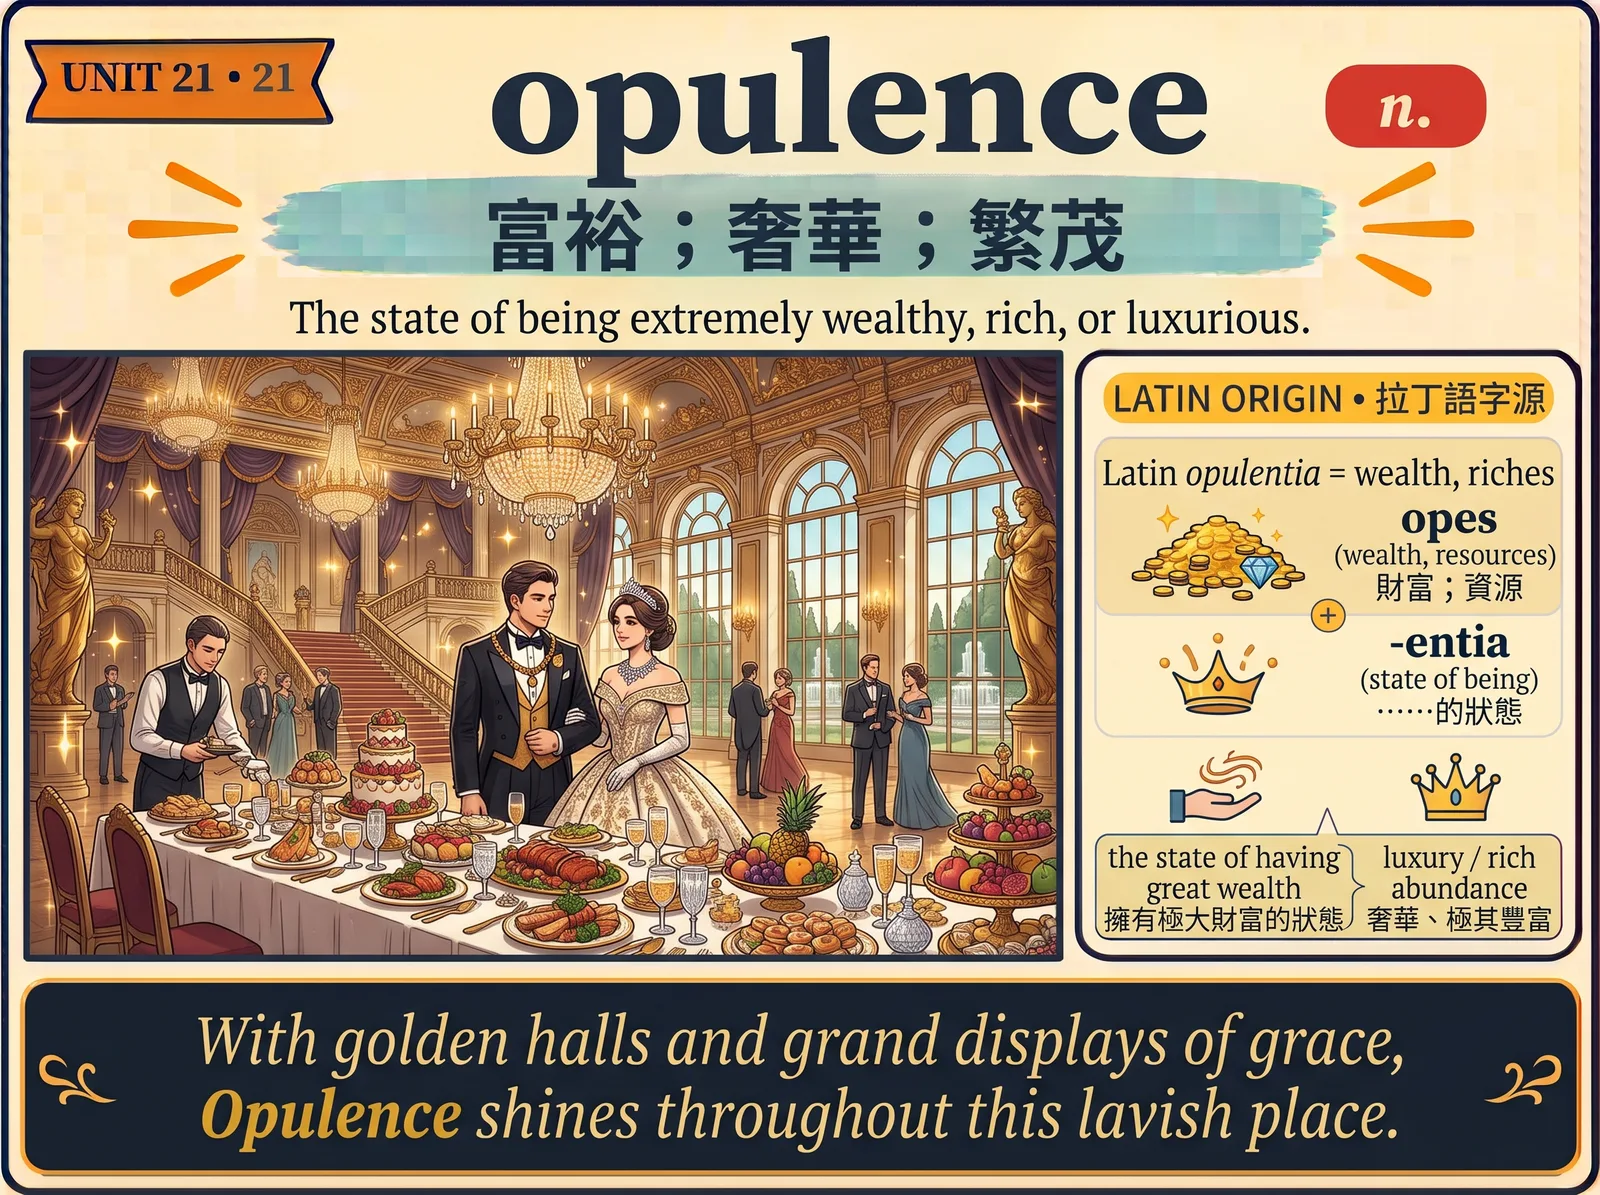 UNIT 21 • 21
opulence
n.
富裕；奢華；繁茂
The state of being extremely wealthy, rich, or luxurious.
LATIN ORIGIN • 拉丁語字源
Latin opulentia = wealth, riches
opes
(wealth, resources)
財富；資源
+
-entia
(state of being)
……的狀態
the state of having
great wealth
擁有極大財富的狀態
luxury / rich
abundance
奢華、極其豐富
With golden halls and grand displays of grace,
Opulence shines throughout this lavish place.